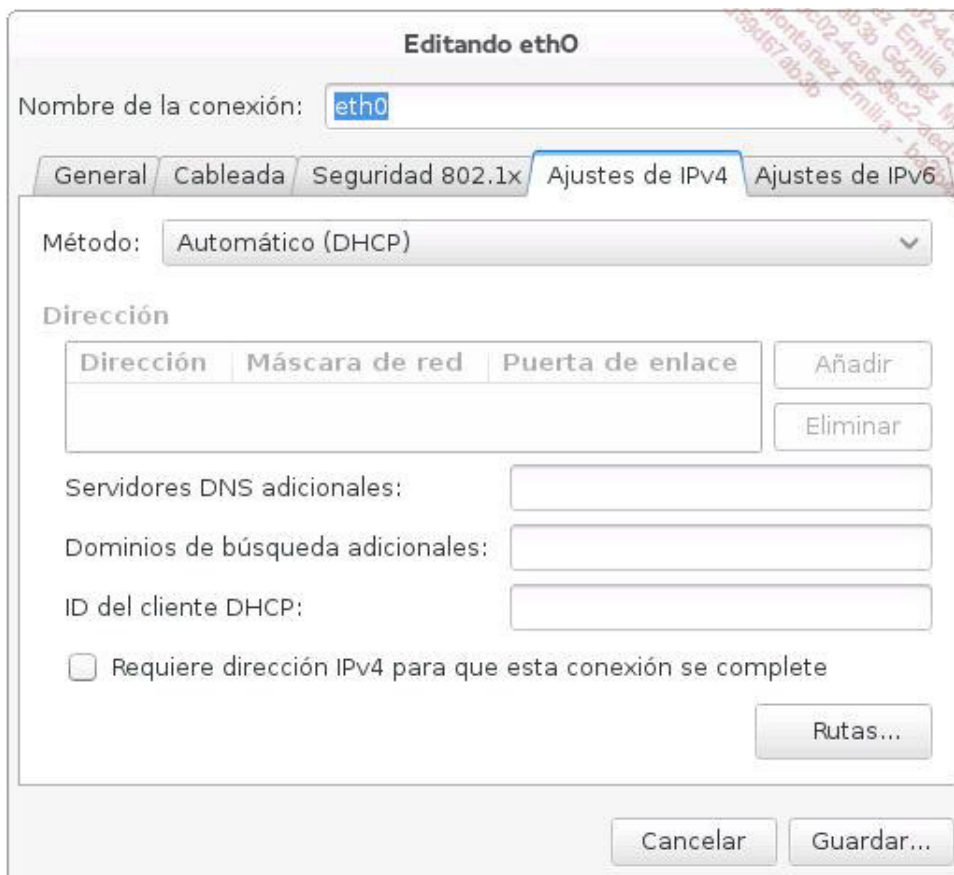 Editando eth0
Nombre de la conexión: eth0
General Cableada Seguridad 802.1x Ajustes de IPv4 Ajustes de IPv6
Método: Automático (DHCP)
Dirección
Dirección Máscara de red Puerta de enlace Añadir
Eliminar
Servidores DNS adicionales:
Dominios de búsqueda adicionales:
ID del cliente DHCP:
Requiere dirección IPv4 para que esta conexión se complete
Rutas...
Cancelar Guardar...